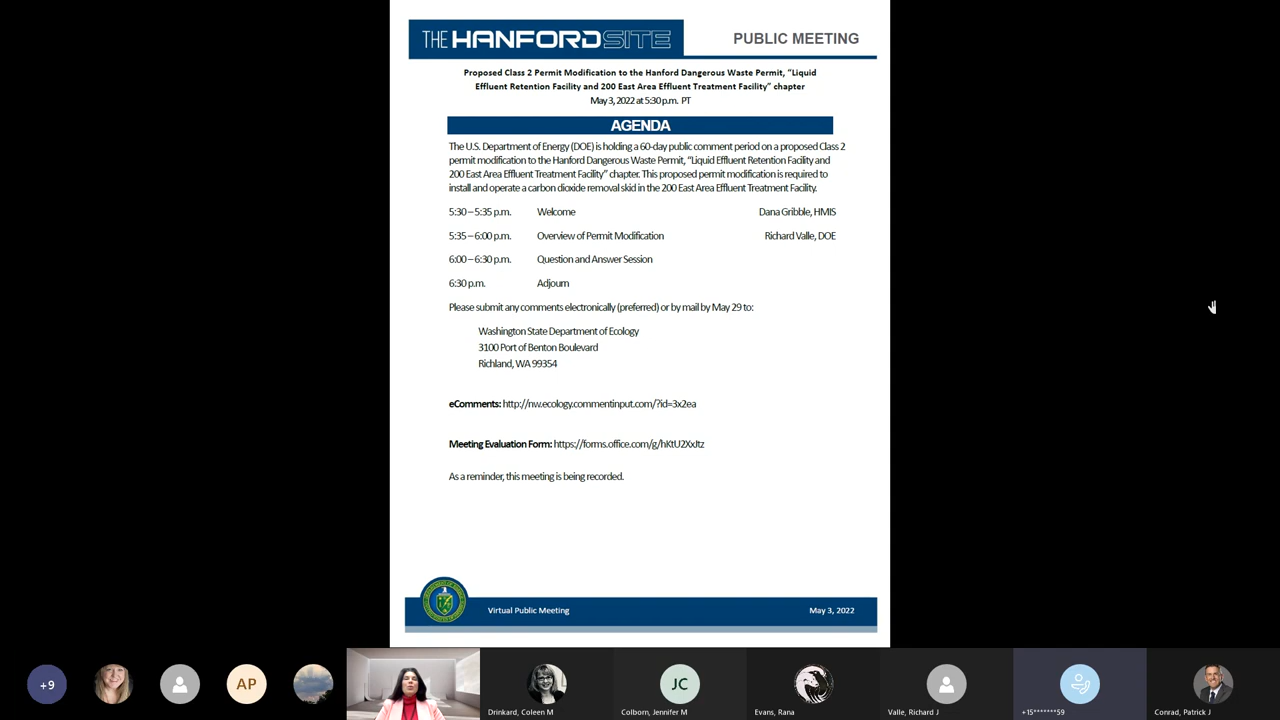 THE HANFORD SITE
PUBLIC MEETING
Proposed Class 2 Permit Modification to the Hanford Dangerous Waste Permit, “Liquid
Effluent Retention Facility and 200 East Area Effluent Treatment Facility” chapter
May 3, 2022 at 5:30 p.m. PT
AGENDA
The U.S. Department of Energy (DOE) is holding a 60-day public comment period on a proposed Class 2
permit modification to the Hanford Dangerous Waste Permit, “Liquid Effluent Retention Facility and
200 East Area Effluent Treatment Facility” chapter. This proposed permit modification is required to
install and operate a carbon dioxide removal skid in the 200 East Area Effluent Treatment Facility.
5:30 – 5:35 p.m. Welcome Dana Gribble, HMIS
5:35 – 6:00 p.m. Overview of Permit Modification Richard Valle, DOE
6:00 – 6:30 p.m. Question and Answer Session
6:30 p.m. Adjourn
Please submit any comments electronically (preferred) or by mail by May 29 to:
Washington State Department of Ecology
3100 Port of Benton Boulevard
Richland, WA 99354
eComments: http://nw.ecology.commentinput.com/?id=3x2ea
Meeting Evaluation Form: https://forms.office.com/g/hKtU2XxJtz
As a reminder, this meeting is being recorded.
Virtual Public Meeting May 3, 2022
+9 AP JC
Drinkard, Coleen M Colborn, Jennifer M Evans, Rana Valle, Richard J +15*******59 Conrad, Patrick J